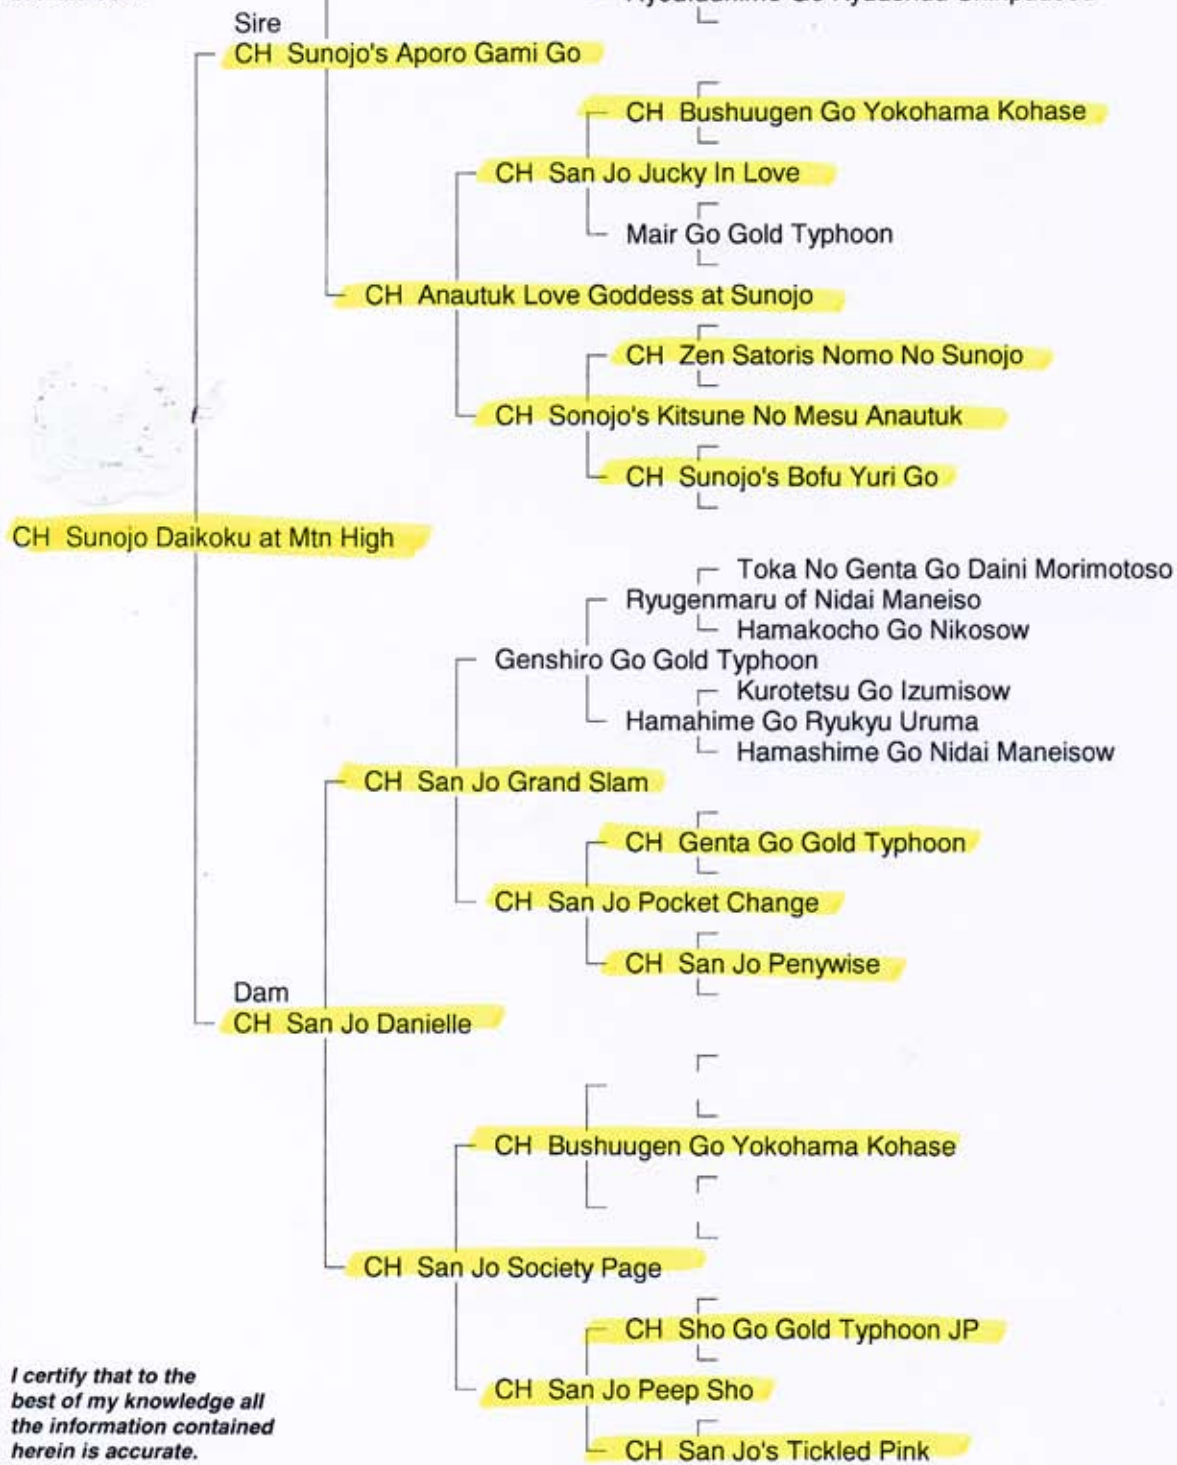 Sire
CH Sunojo's Aporo Gami Go
CH Bushuugen Go Yokohama Kohase
CH San Jo Jucky In Love
Mair Go Gold Typhoon
CH Anautuk Love Goddess at Sunojo
CH Zen Satoris Nomo No Sunojo
CH Sonojo's Kitsune No Mesu Anautuk
CH Sunojo's Bofu Yuri Go
CH Sunojo Daikoku at Mtn High
Toka No Genta Go Daini Morimotoso
Ryugenmaru of Nidai Maneiso
Hamakocho Go Nikosow
Genshiro Go Gold Typhoon
Kurotetsu Go Izumisow
Hamahime Go Ryukyu Uruma
Hamashime Go Nidai Maneisow
CH San Jo Grand Slam
CH Genta Go Gold Typhoon
CH San Jo Pocket Change
CH San Jo Penywise
Dam
CH San Jo Danielle
CH Bushuugen Go Yokohama Kohase
CH San Jo Society Page
CH Sho Go Gold Typhoon JP
CH San Jo Peep Sho
CH San Jo's Tickled Pink
I certify that to the
best of my knowledge all
the information contained
herein is accurate.